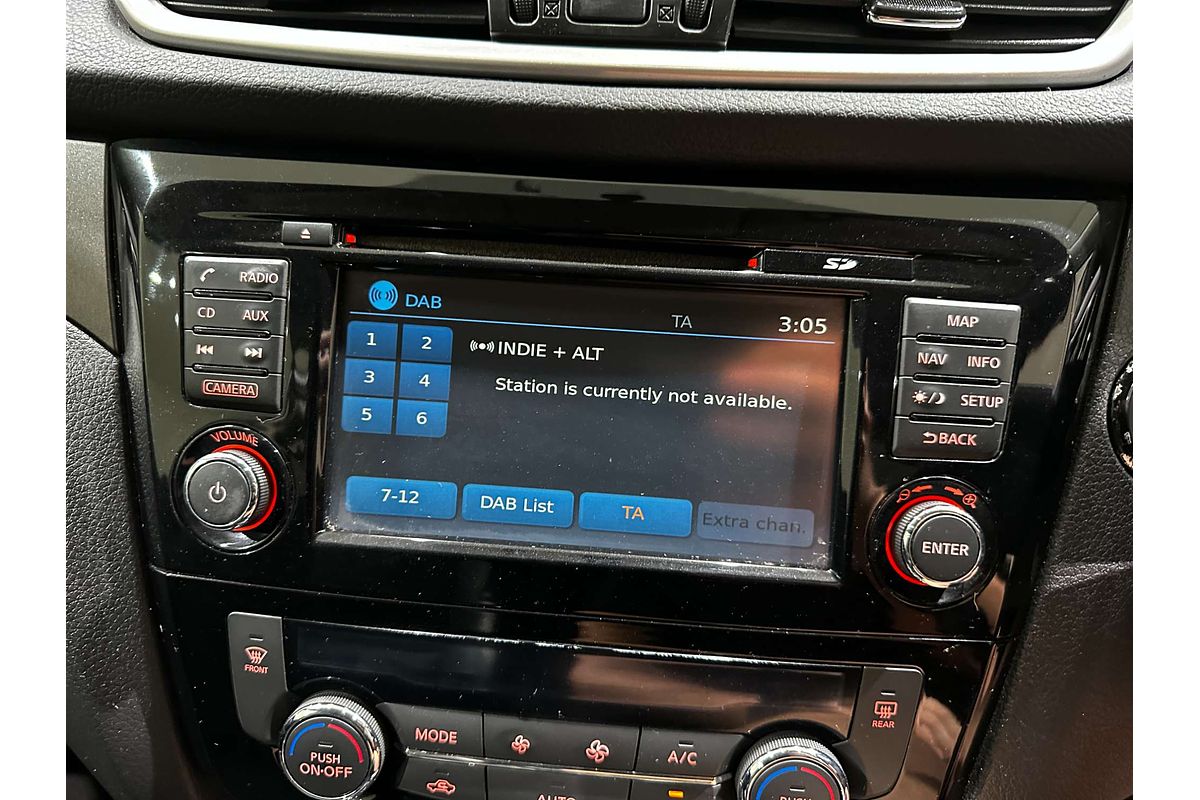 SD
RADIO
CD AUX
CAMERA
VOLUME
DAB
TA 3:05
1 2
3 4
5 6
INDIE + ALT
Station is currently not available.
7-12 DAB List TA Extra chan.
MAP
NAV INFO
SETUP
BACK
ENTER
FRONT
REAR
PUSH
ON·OFF
MODE
A/C
AUTO
PUSH